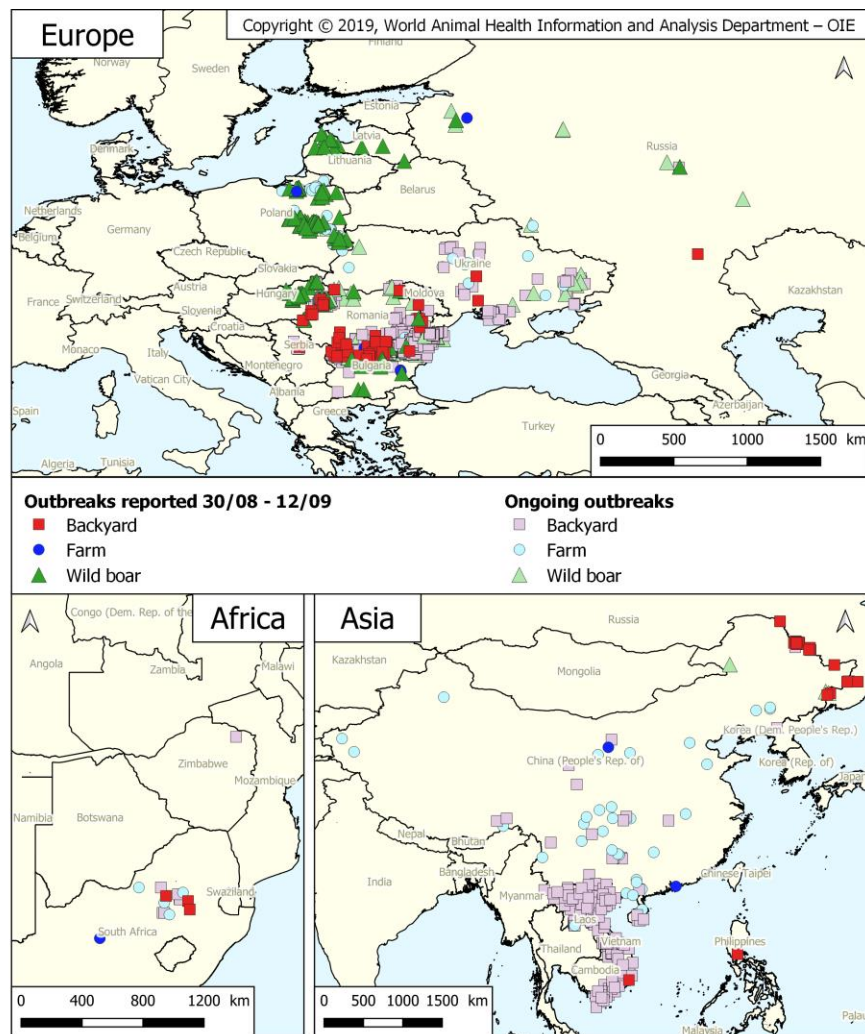 Europe
Copyright © 2019, World Animal Health Information and Analysis Department – OIE
Finland
Norway
Sweden
Estonia
Russia
Latvia
Denmark
Lithuania
Belarus
Netherlands
Poland
Germany
Belgium
Czech Republic
Ukraine
Slovakia
Kazakhstan
Austria
Moldova
France
Switzerland
Hungary
Slovenia
Romania
Croatia
Monaco
Serbia
Italy
Montenegro
Bulgaria
Vatican City
Georgia
Albania
Azerbaijan
Spain
Greece
Turkey
Algeria
Tunisia
0 500 1000 1500 km
Outbreaks reported 30/08 - 12/09
Backyard
Farm
Wild boar
Ongoing outbreaks
Backyard
Farm
Wild boar
Africa
Congo (Dem. Rep. of the
Angola
Zambia
Malawi
Zimbabwe
Mozambique
Namibia
Botswana
Swaziland
South Africa
0 400 800 1200 km
Asia
Russia
Kazakhstan
Mongolia
Korea (Dem. People's Rep.)
China (People's Rep. of)
Korea (Rep. of)
Japa
Nepal
Bhutan
Bangladesh
Chinese Taipei
India
Myanmar
Laos
Thailand
Vietnam
Philippines
Cambodia
Malaysia
Pala
0 500 1000 1500 km